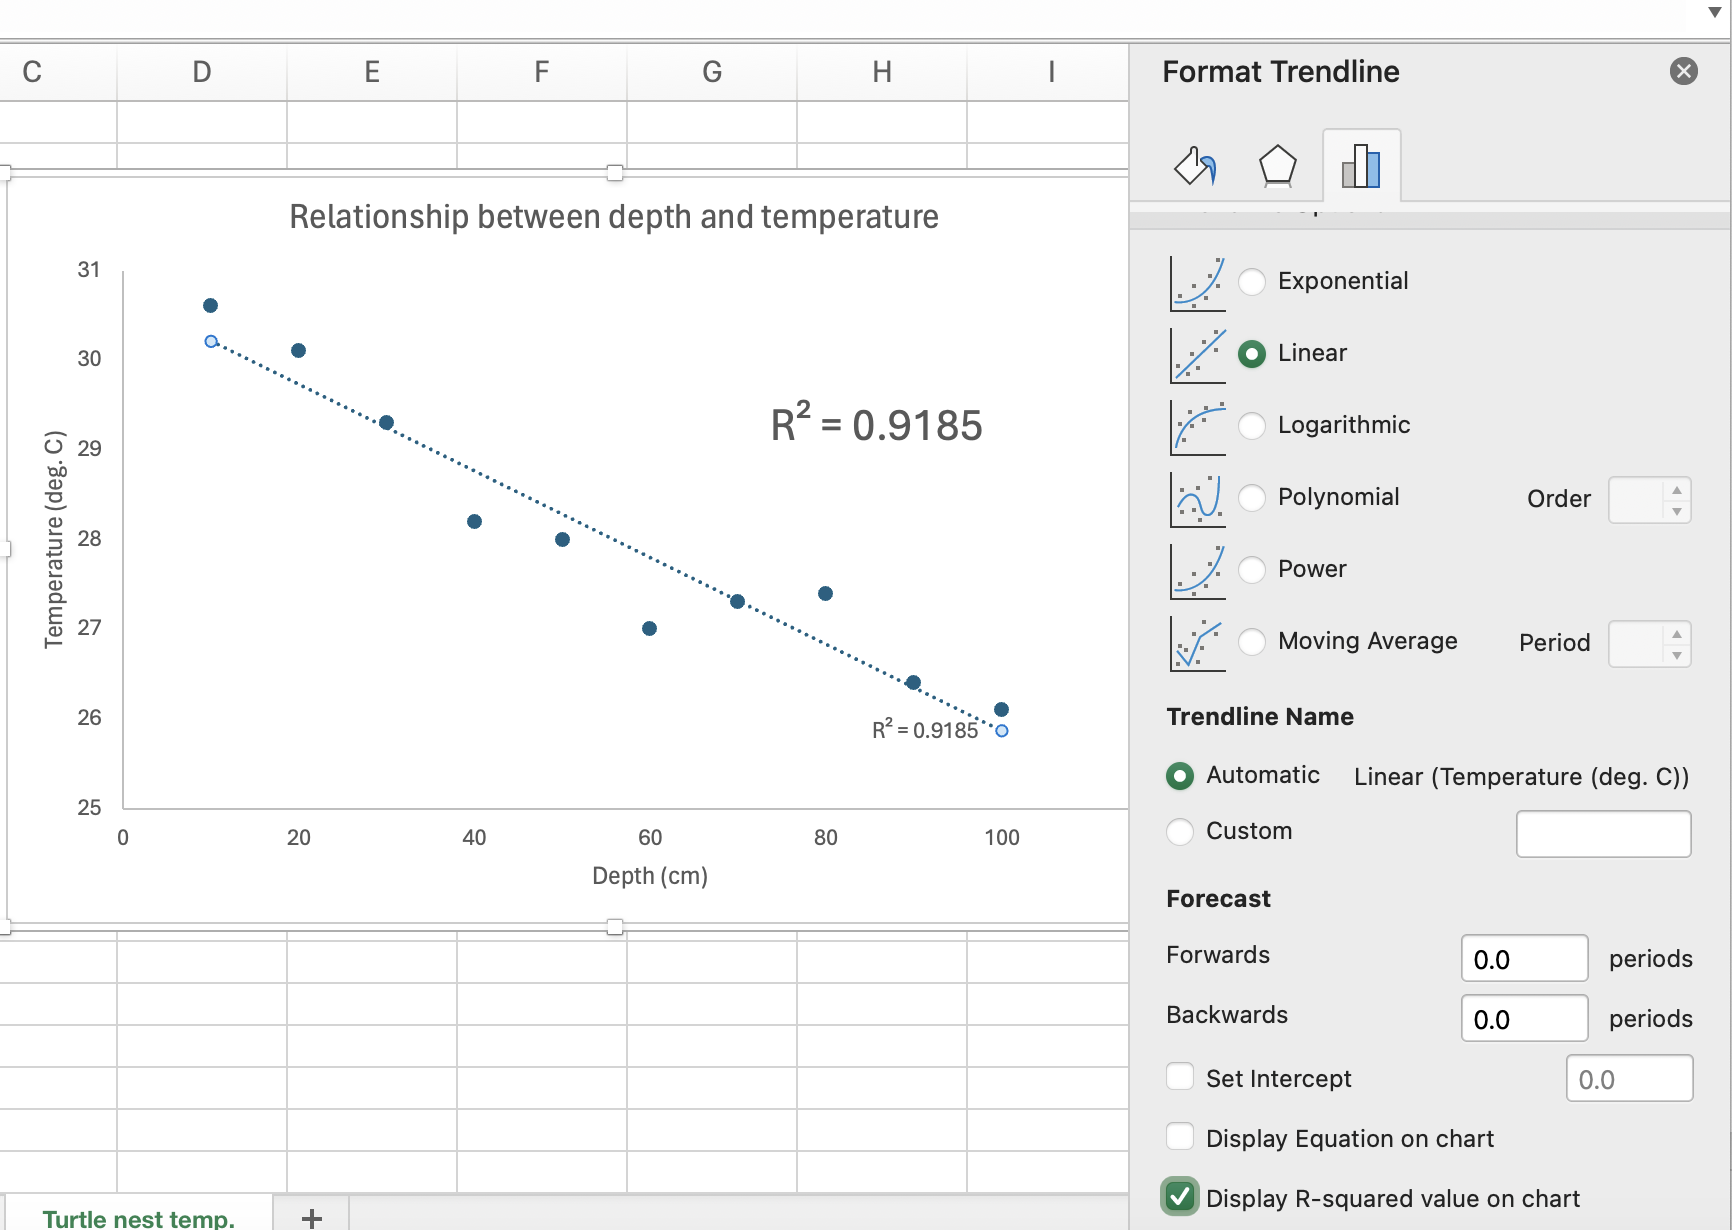 C D E F G H I
Format Trendline
Relationship between depth and temperature
31
30
29
28
27
26
25
Temperature (deg. C)
R² = 0.9185
R² = 0.9185
0 20 40 60 80 100
Depth (cm)
Exponential
Linear
Logarithmic
Polynomial Order
Power
Moving Average Period
Trendline Name
Automatic Linear (Temperature (deg. C))
Custom
Forecast
Forwards 0.0 periods
Backwards 0.0 periods
Set Intercept 0.0
Display Equation on chart
Display R-squared value on chart
Turtle nest temp. +